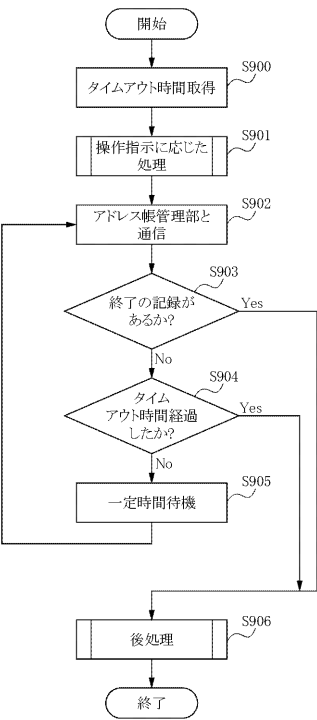 開始
S900
タイムアウト時間取得
S901
操作指示に応じた
処理
S902
アドレス帳管理部と
通信
S903
終了の記録が
あるか?
Yes
No
S904
タイム
アウト時間経過
したか?
Yes
No
S905
一定時間待機
S906
後処理
終了